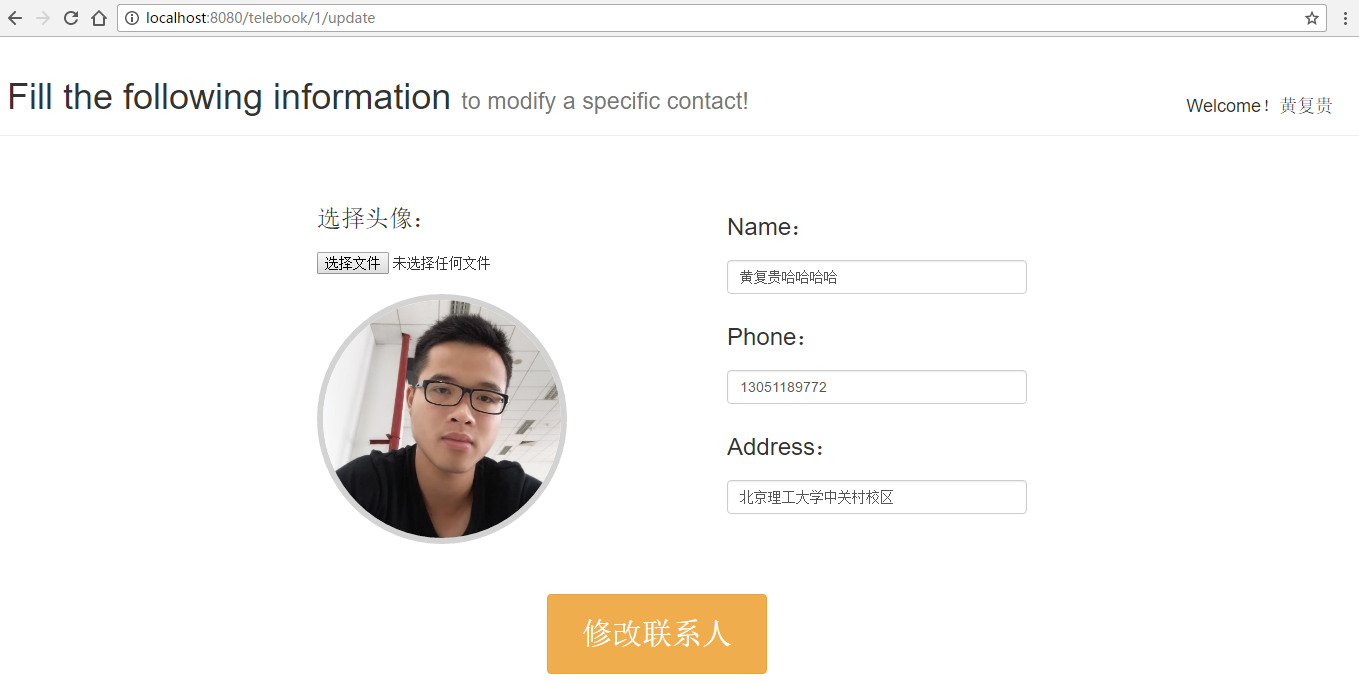 localhost:8080/telebook/1/update
Fill the following information to modify a specific contact!
Welcome！黄复贵
选择头像：
选择文件 未选择任何文件
Name：
黄复贵哈哈哈哈
Phone：
13051189772
Address：
北京理工大学中关村校区
修改联系人